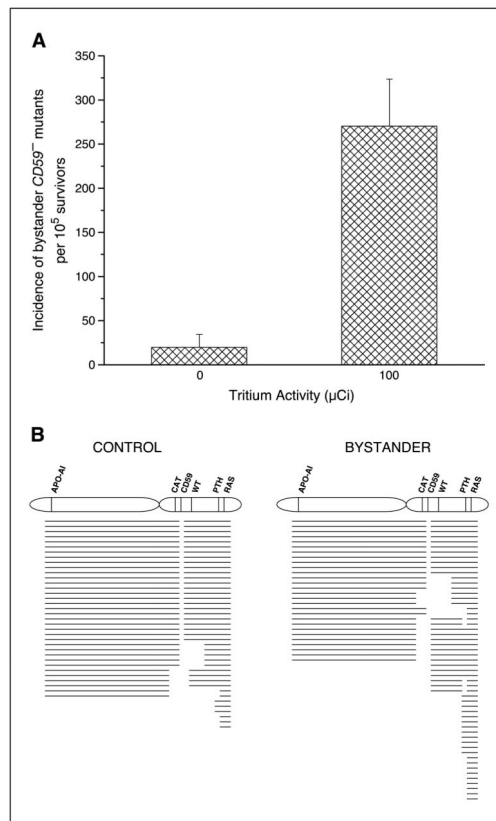 A
Incidence of bystander CD59⁻ mutants
per 10⁵ survivors
350
300
250
200
150
100
50
0
0 100
Tritium Activity (µCi)
B
CONTROL BYSTANDER
APO-AI CAT CD59 WT PTH RAS APO-AI CAT CD59 WT PTH RAS